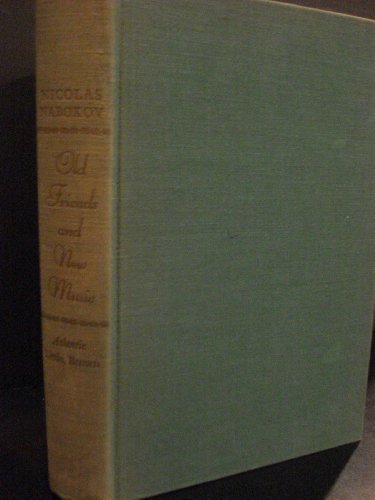 NICOLAS
NABOKOV
Old
Friends
and
New
Music
Atlantic
Little, Brown